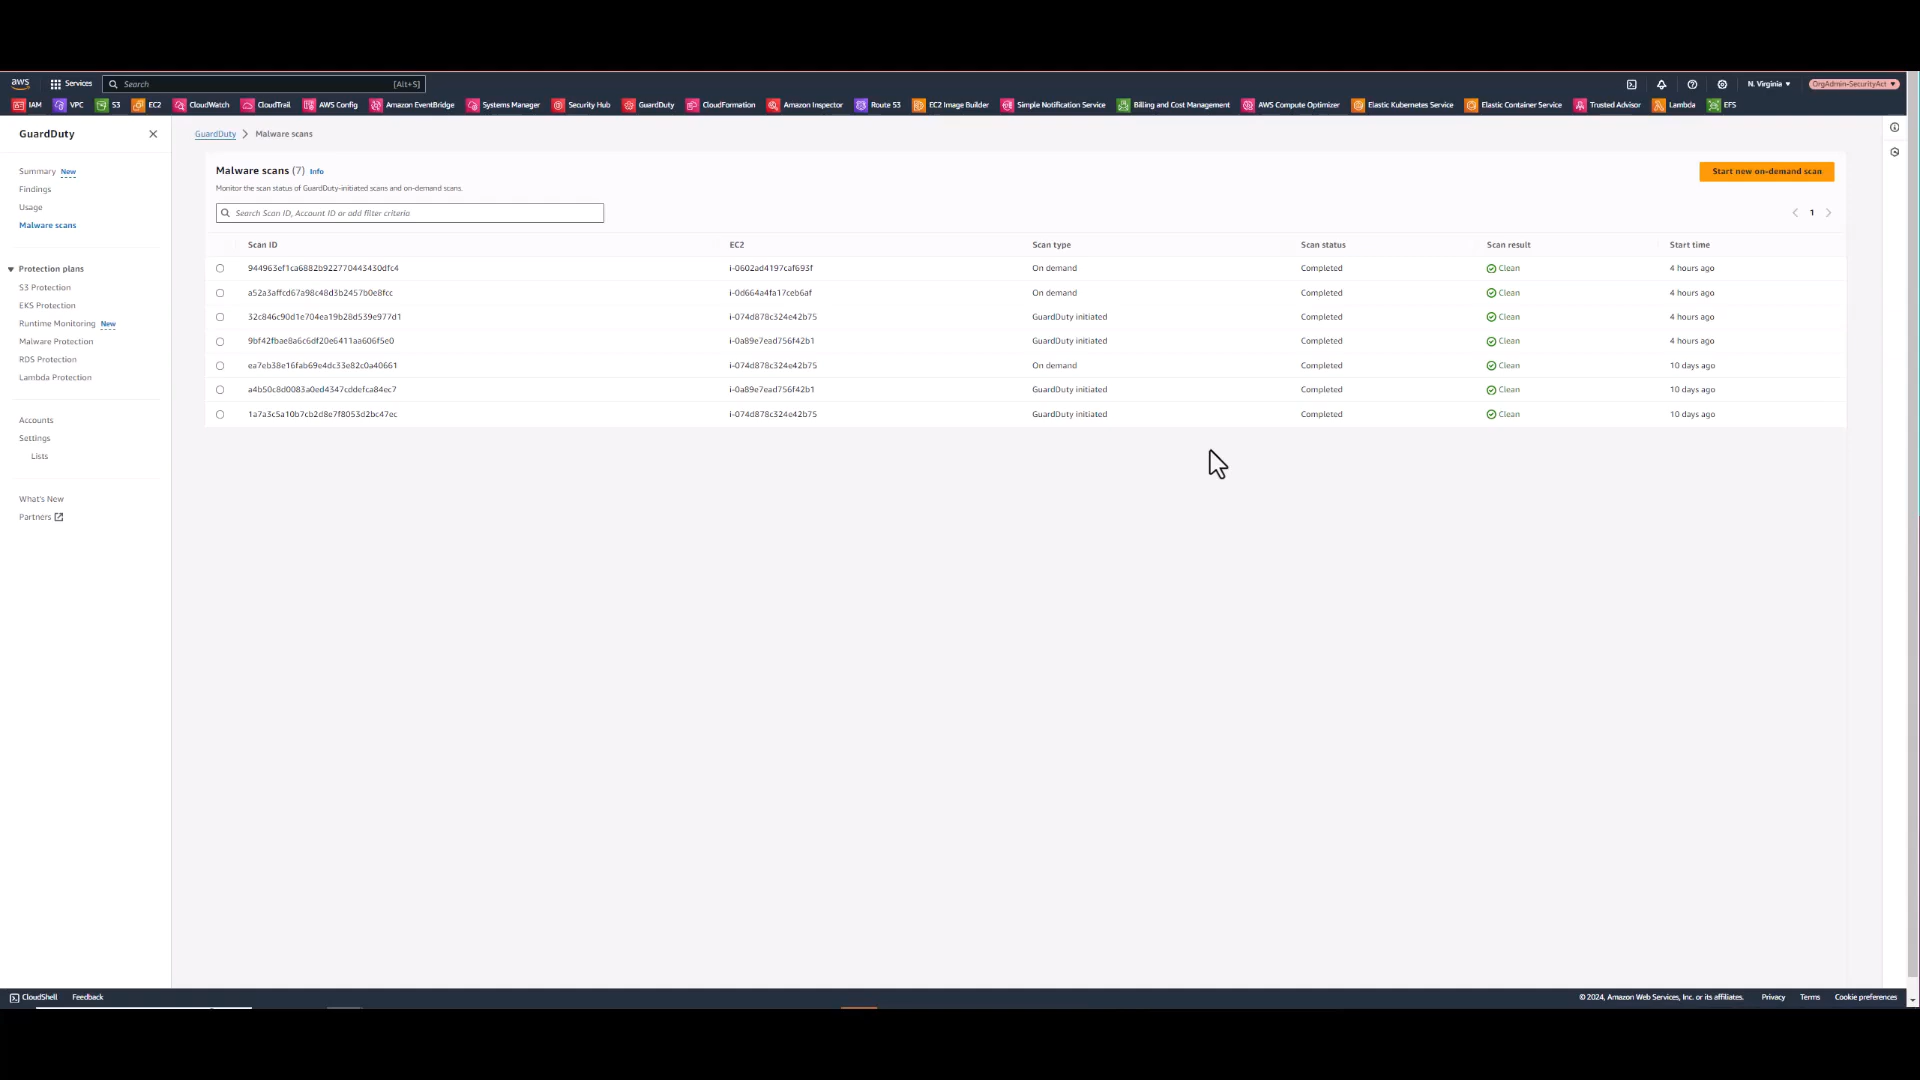 aws Services Search [Alt+S] N. Virginia OrgAdmin-SecurityAct
IAM VPC S3 EC2 CloudWatch CloudTrail AWS Config Amazon EventBridge Systems Manager Security Hub GuardDuty CloudFormation Amazon Inspector Route 53 EC2 Image Builder Simple Notification Service Billing and Cost Management AWS Compute Optimizer Elastic Kubernetes Service Elastic Container Service Trusted Advisor Lambda EFS
GuardDuty
Summary New
Findings
Usage
Malware scans
Protection plans
S3 Protection
EKS Protection
Runtime Monitoring New
Malware Protection
RDS Protection
Lambda Protection
Accounts
Settings
Lists
What's New
Partners
GuardDuty > Malware scans
Malware scans (7) Info
Start new on-demand scan
Monitor the scan status of GuardDuty-initiated scans and on-demand scans.
Search Scan ID, Account ID or add filter criteria
1
Scan ID EC2 Scan type Scan status Scan result Start time
944963ef1ca6882b922770443430dfc4 i-0602ad4197caf693f On demand Completed Clean 4 hours ago
a52a3affcd67a98c48d3b2457b0e8fcc i-0d664a4fa17ceb6af On demand Completed Clean 4 hours ago
32c846c90d1e704ea19b28d539e977d1 i-074d878c324e42b75 GuardDuty initiated Completed Clean 4 hours ago
9bf42fbae8a6c6df20e6411aa606f5e0 i-0a89e7ead756f42b1 GuardDuty initiated Completed Clean 4 hours ago
ea7eb38e16fab69e4dc33e82c0a40661 i-074d878c324e42b75 On demand Completed Clean 10 days ago
a4b50c8d0083a0ed4347cddefca84ec7 i-0a89e7ead756f42b1 GuardDuty initiated Completed Clean 10 days ago
1a7a3c5a10b7cb2d8e7f8053d2bc47ec i-074d878c324e42b75 GuardDuty initiated Completed Clean 10 days ago
CloudShell Feedback © 2024, Amazon Web Services, Inc. or its affiliates. Privacy Terms Cookie preferences